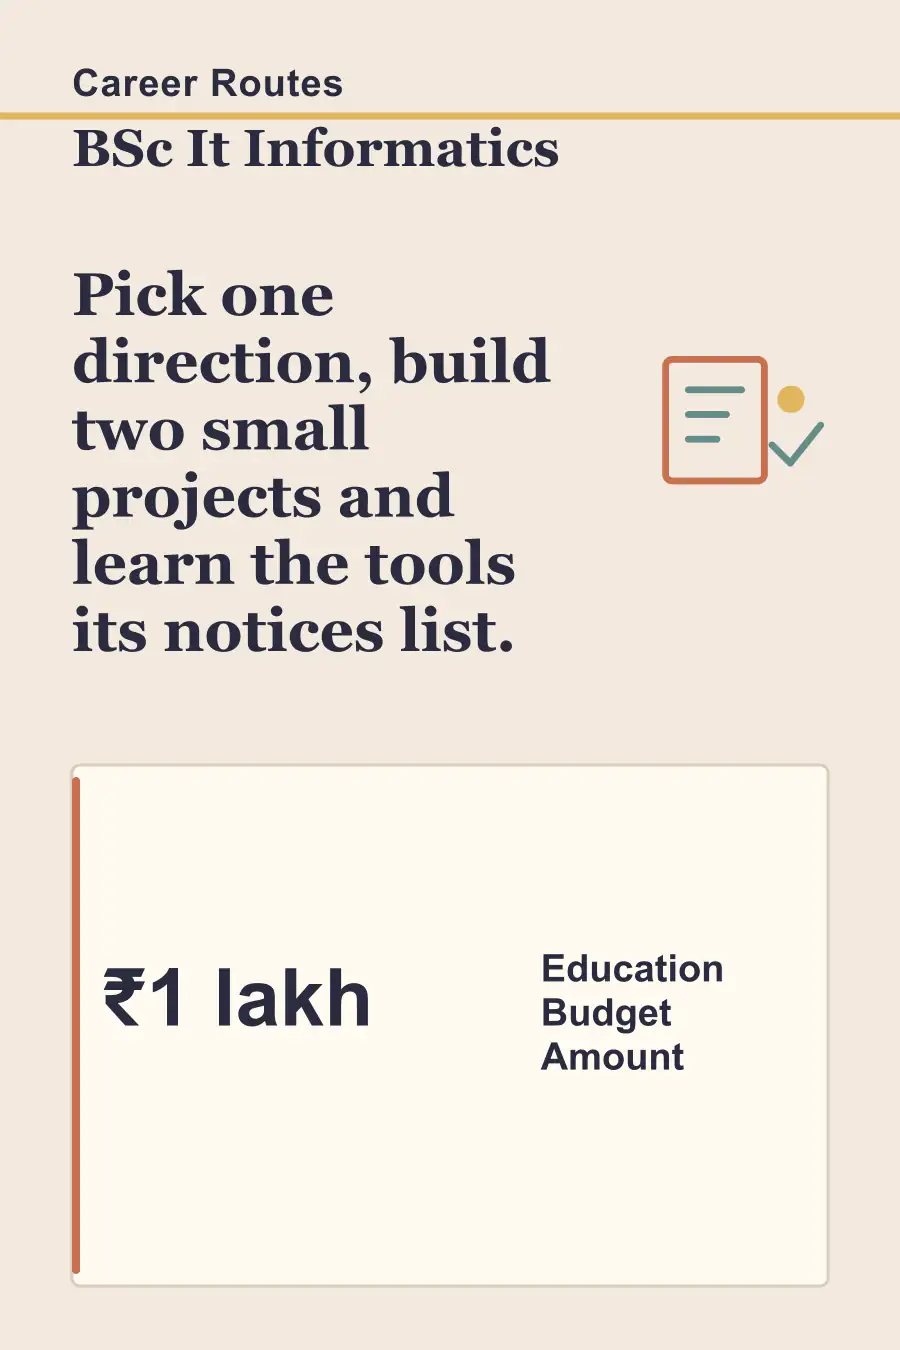 Career Routes
BSc It Informatics
Pick one
direction, build
two small
projects and
learn the tools
its notices list.
₹1 lakh
Education
Budget
Amount